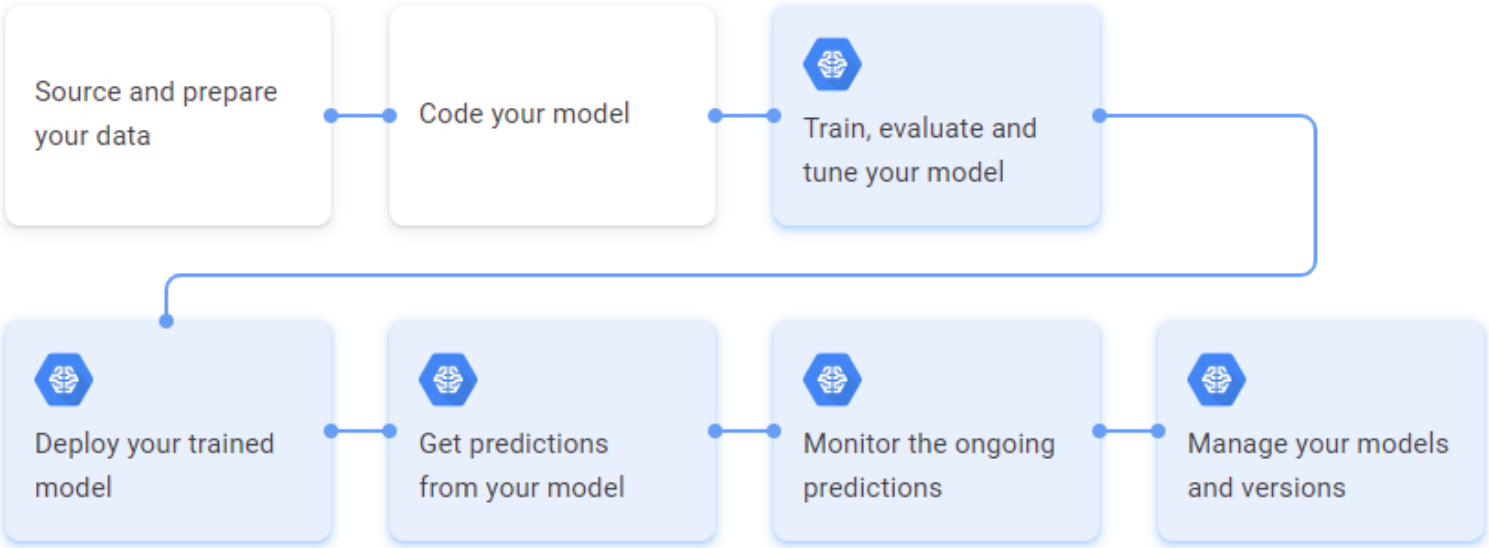 Source and prepare
your data
Code your model
Train, evaluate and
tune your model
Deploy your trained
model
Get predictions
from your model
Monitor the ongoing
predictions
Manage your models
and versions